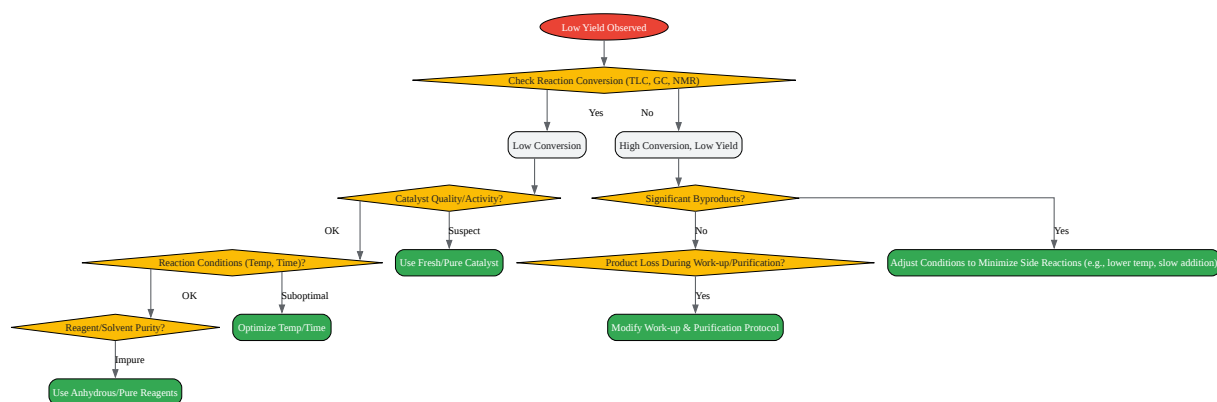 Low Yield Observed
Check Reaction Conversion (TLC, GC, NMR)
Yes
No
Low Conversion
High Conversion, Low Yield
Catalyst Quality/Activity?
Significant Byproducts?
OK
Suspect
No
Yes
Reaction Conditions (Temp, Time)?
Use Fresh/Pure Catalyst
Product Loss During Work-up/Purification?
Adjust Conditions to Minimize Side Reactions (e.g., lower temp, slow addition)
OK
Suboptimal
Yes
Reagent/Solvent Purity?
Optimize Temp/Time
Modify Work-up & Purification Protocol
Impure
Use Anhydrous/Pure Reagents